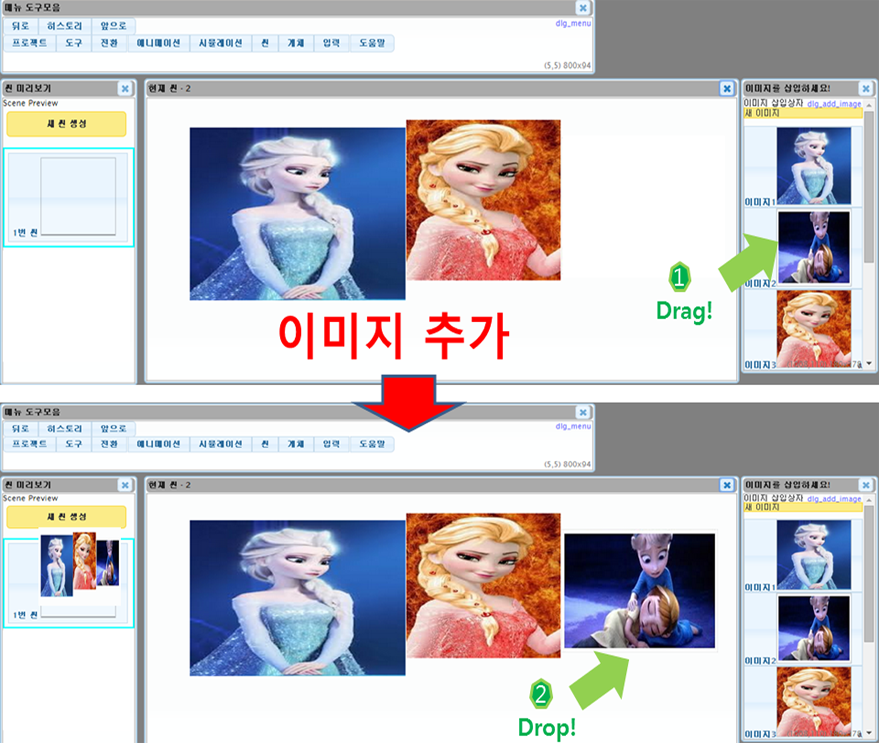 메뉴 도구모음
뒤로 히스토리 앞으로
dlg_menu
프로젝트 도구 전환 애니메이션 시뮬레이션 씬 개체 입력 도움말
(5,5) 800x94
씬 미리보기
Scene Preview
새 씬 생성
1번 씬
현재 씬 - 2
이미지를 삽입하세요!
이미지 삽입상자 dlg_add_image
새 이미지
이미지1
이미지2
이미지3
1
Drag!
이미지 추가
메뉴 도구모음
뒤로 히스토리 앞으로
dlg_menu
프로젝트 도구 전환 애니메이션 시뮬레이션 씬 개체 입력 도움말
(5,5) 800x94
씬 미리보기
Scene Preview
새 씬 생성
1번 씬
현재 씬 - 2
이미지를 삽입하세요!
이미지 삽입상자 dlg_add_image
새 이미지
이미지1
이미지2
이미지3
2
Drop!